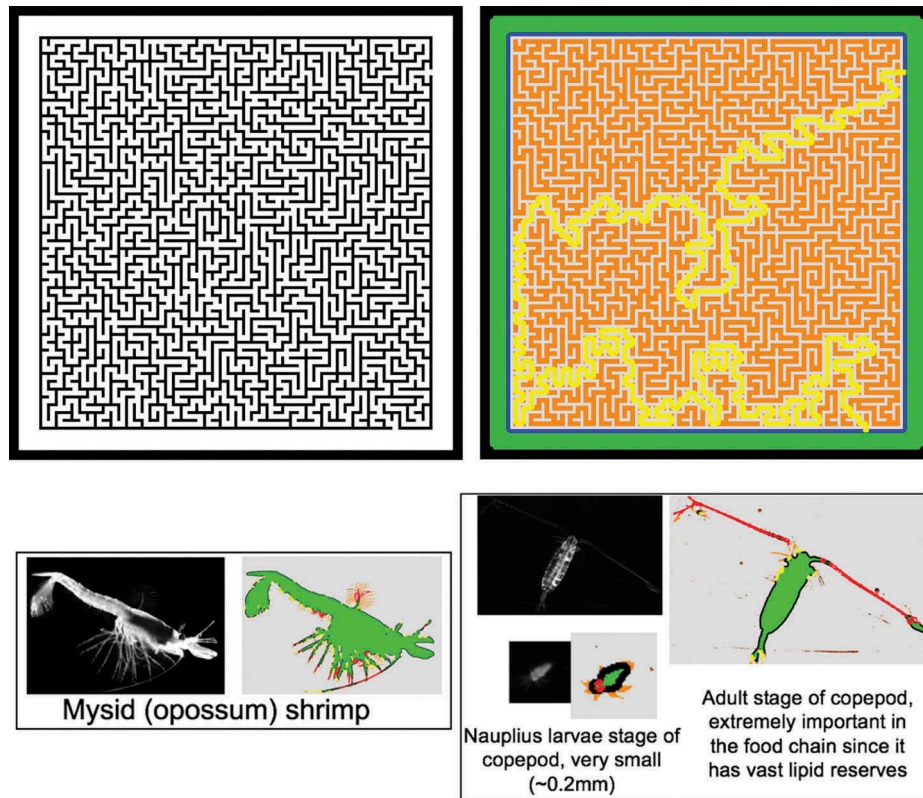 Mysid (opossum) shrimp
Nauplius larvae stage of
copepod, very small
(~0.2mm)
Adult stage of copepod,
extremely important in
the food chain since it
has vast lipid reserves